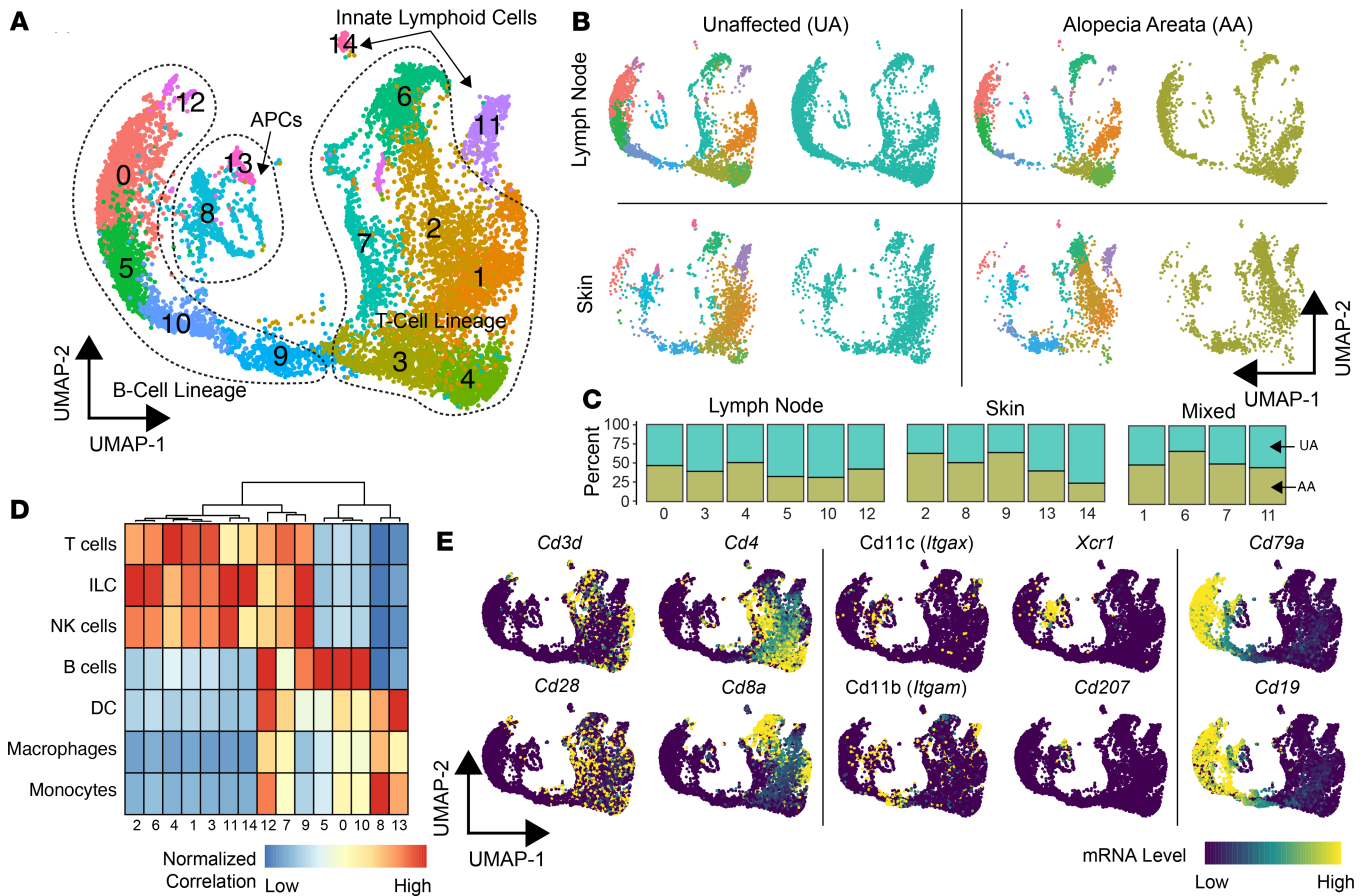 A
Innate Lymphoid Cells
14
12
6
APCs
11
13
0
8
2
7
5
1
T-Cell Lineage
10
9
3
4
B-Cell Lineage
UMAP-2
UMAP-1
B
Unaffected (UA)
Alopecia Areata (AA)
Lymph Node
Skin
UMAP-2
UMAP-1
C
Lymph Node
Skin
Mixed
Percent
100
75
50
25
0
UA
AA
0 3 4 5 10 12
2 8 9 13 14
1 6 7 11
D
T cells
ILC
NK cells
B cells
DC
Macrophages
Monocytes
2 6 4 1 3 11 14 12 7 9 5 0 10 8 13
Normalized
Correlation
Low High
E
Cd3d Cd4 Cd11c (Itgax) Xcr1 Cd79a
Cd28 Cd8a Cd11b (Itgam) Cd207 Cd19
UMAP-2
UMAP-1
mRNA Level
Low High